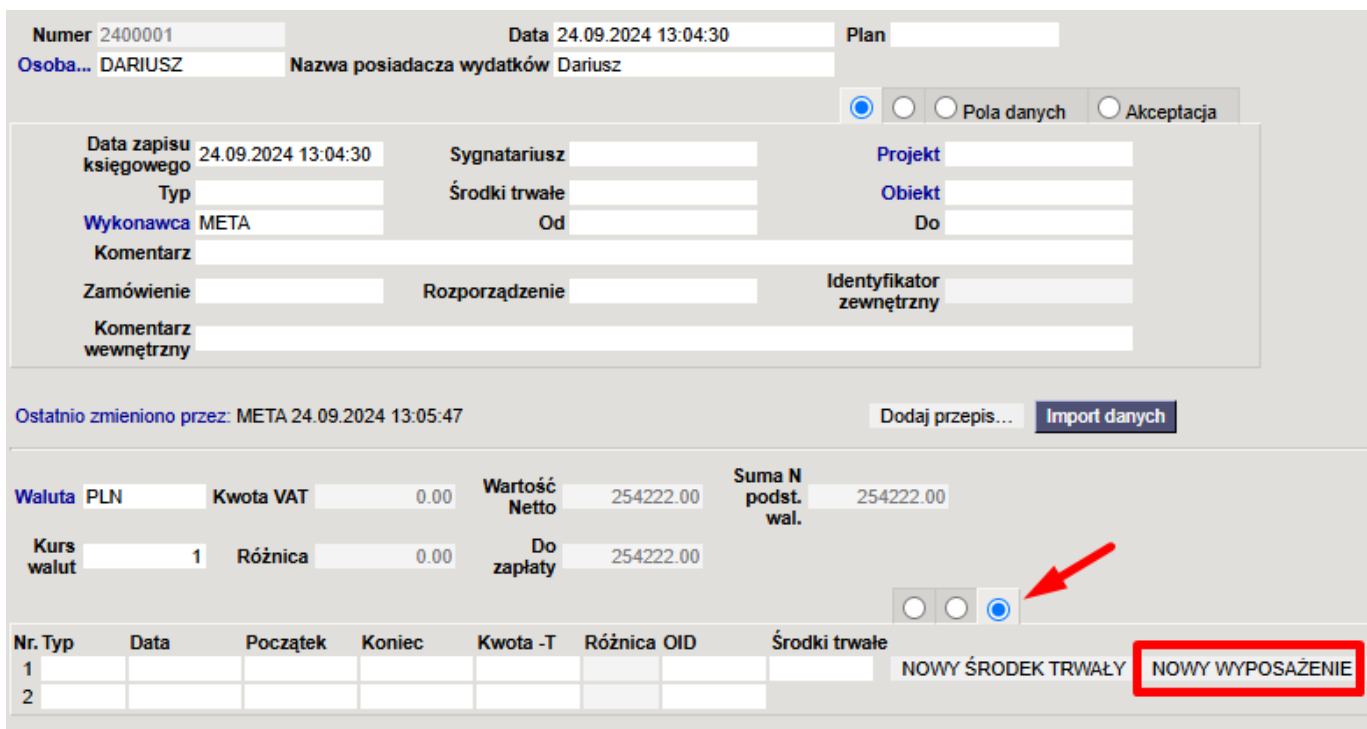 Numer 2400001 Data 24.09.2024 13:04:30 Plan
Osoba... DARIUSZ Nazwa posiadacza wydatków Dariusz
Pola danych Akceptacja
Data zapisu księgowego 24.09.2024 13:04:30 Sygnatariusz Projekt
Typ Środki trwałe Obiekt
Wykonawca META Od Do
Komentarz
Zamówienie Rozporządzenie Identyfikator zewnętrzny
Komentarz wewnętrzny
Ostatnio zmieniono przez: META 24.09.2024 13:05:47 Dodaj przepis... Import danych
Waluta PLN Kwota VAT 0.00 Wartość Netto 254222.00 Suma N podst. wal. 254222.00
Kurs walut 1 Różnica 0.00 Do zapłaty 254222.00
Nr. Typ Data Początek Koniec Kwota -T Różnica OID Środki trwałe
1 NOWY ŚRODEK TRWAŁY NOWY WYPOSAŻENIE
2